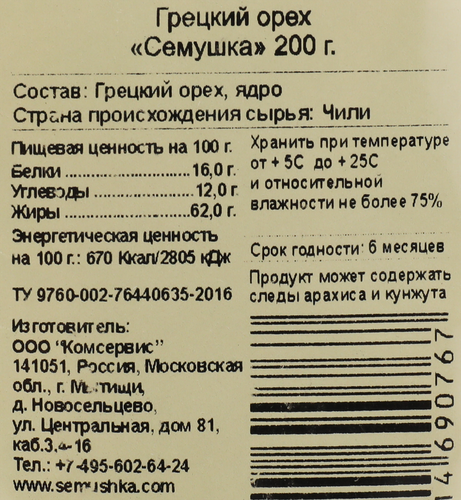 Грецкий орех
«Семушка» 200 г.
Состав: Грецкий орех, ядро
Страна происхождения сырья: Чили
Пищевая ценность на 100 г.
Белки ............ 16,0 г.
Углеводы ............ 12,0 г.
Жиры ............ 62,0 г.
Энергетическая ценность
на 100 г.: 670 Ккал/2805 кДж
ТУ 9760-002-76440635-2016
Изготовитель:
ООО "Комсервис"
141051, Россия, Московская
обл., г. Мытищи,
д. Новосельцево,
ул. Центральная, дом 81,
Тел.: +7-495-602-64-24
www.semushka.com
Хранить при температуре
от + 5С до + 25С
и относительной
влажности не более 75%
Срок годности: 6 месяцев
Продукт может содержать
следы арахиса и кунжута
4 690767